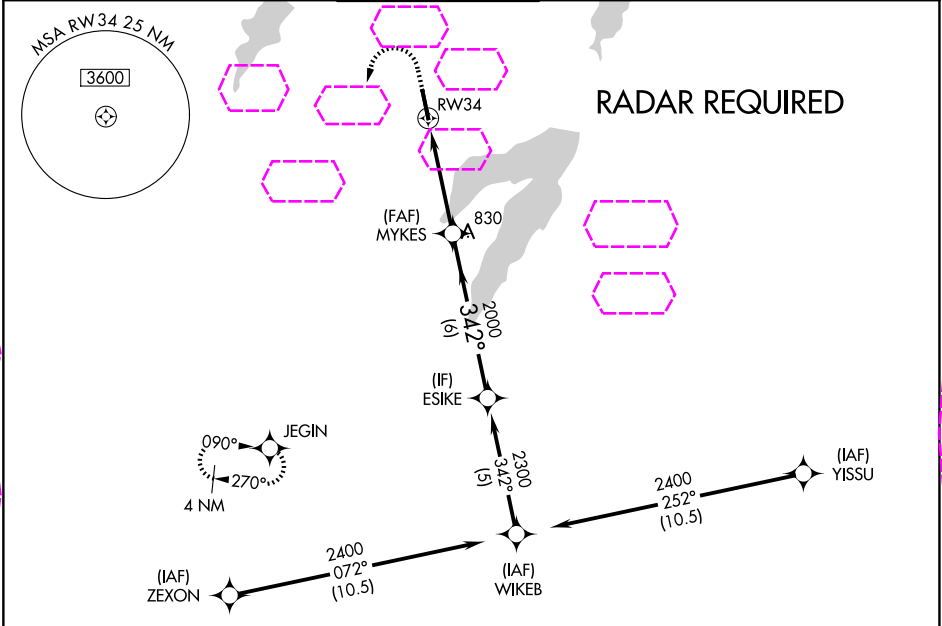 MSA RW34 25 NM
3600
RADAR REQUIRED
RW34
(FAF)
MYKES
830
2000
342°
(6)
(IF)
ESIKE
JEGIN
090°
270°
4 NM
2300
342°
(5)
(IAF)
YISSU
2400
252°
(10.5)
2400
072°
(10.5)
(IAF)
ZEXON
(IAF)
WIKEB